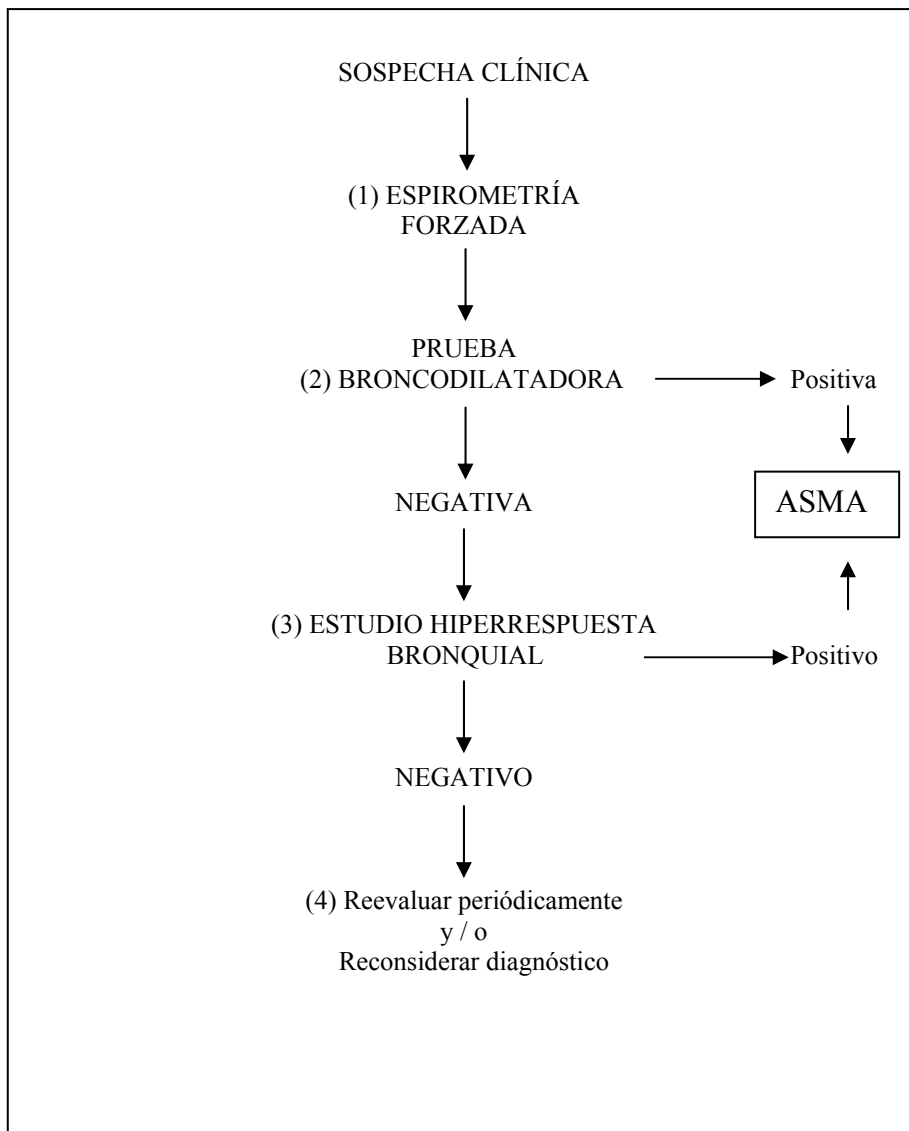 SOSPECHA CLÍNICA
(1) ESPIROMETRÍA
FORZADA
PRUEBA
(2) BRONCODILATADORA
Positiva
NEGATIVA
ASMA
(3) ESTUDIO HIPERRESPUESTA
BRONQUIAL
Positivo
NEGATIVO
(4) Reevaluar periódicamente
y / o
Reconsiderar diagnóstico